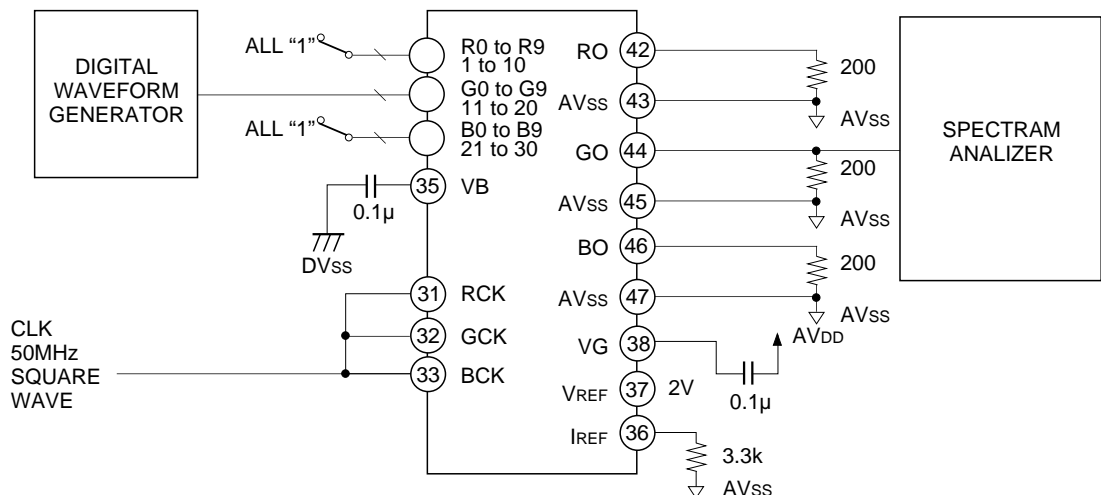 DIGITAL
WAVEFORM
GENERATOR
ALL “1”
ALL “1”
R0 to R9
1 to 10
G0 to G9
11 to 20
B0 to B9
21 to 30
35 VB
0.1µ
DVSS
31 RCK
32 GCK
33 BCK
CLK
50MHz
SQUARE
WAVE
RO 42
200
AVSS 43
AVSS
GO 44
200
AVSS 45
AVSS
BO 46
200
AVSS 47
AVSS
AVDD
VG 38
0.1µ
VREF 37 2V
IREF 36
3.3k
AVSS
SPECTRAM
ANALIZER